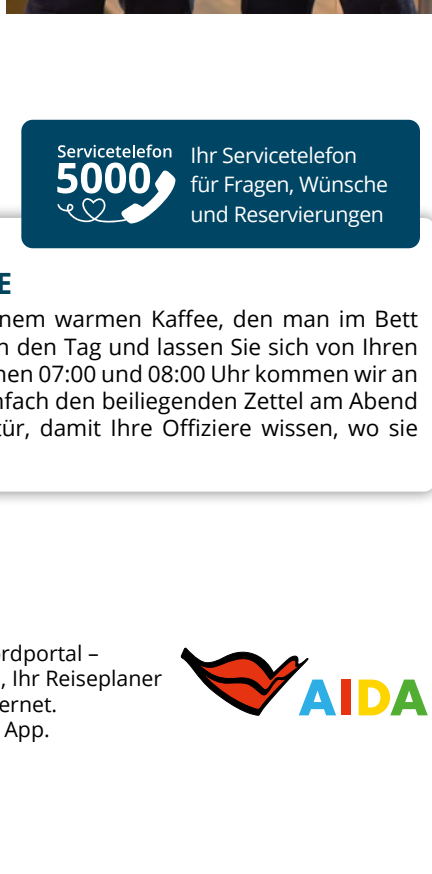 Servicetelefon
5000
Ihr Servicetelefon
für Fragen, Wünsche
und Reservierungen
E
nem warmen Kaffee, den man im Bett
n den Tag und lassen Sie sich von Ihren
nen 07:00 und 08:00 Uhr kommen wir an
nfach den beiliegenden Zettel am Abend
tür, damit Ihre Offiziere wissen, wo sie
rdportal –
, Ihr Reiseplaner
ernet.
App.
AIDA